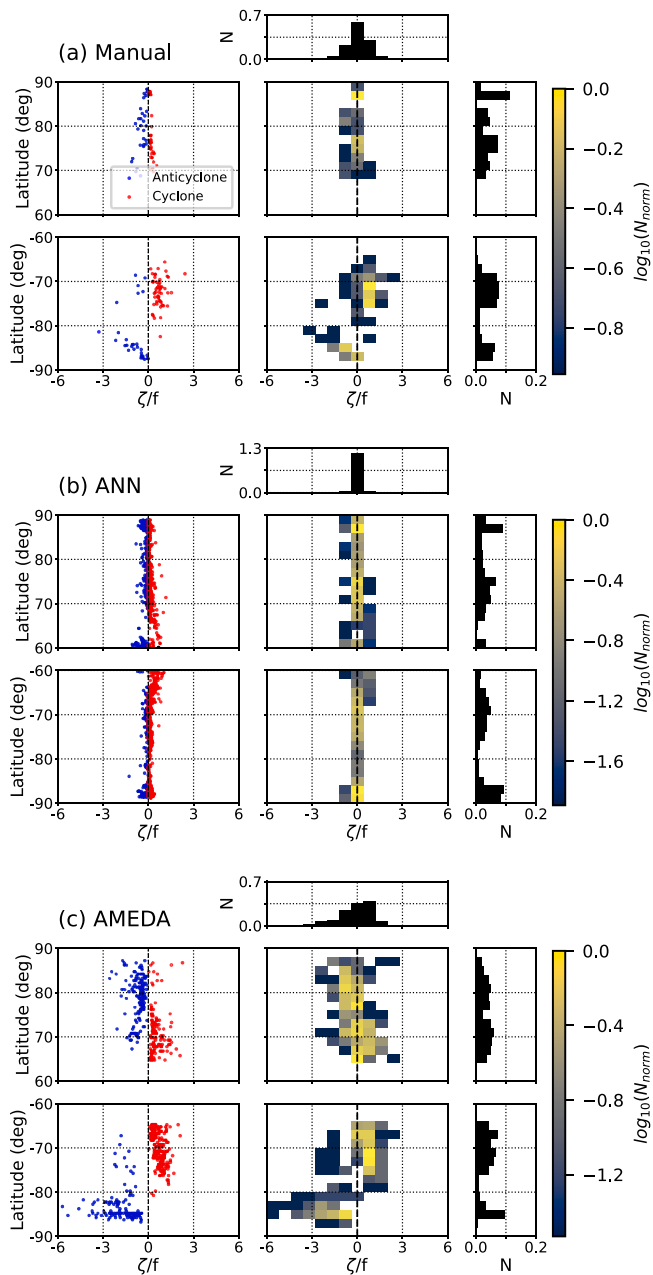 0.7
N
0.0
(a) Manual
90
80
70
60
Latitude (deg)
Anticyclone
Cyclone
-60
-70
-80
-90
Latitude (deg)
-6 -3 0 3 6
ζ/f
-6 -3 0 3 6
ζ/f
0.0 0.2
N
0.0
−0.2
−0.4
−0.6
−0.8
log10(Nnorm)
1.3
N
0.0
(b) ANN
90
80
70
60
Latitude (deg)
-60
-70
-80
-90
Latitude (deg)
-6 -3 0 3 6
ζ/f
-6 -3 0 3 6
ζ/f
0.0 0.2
N
0.0
−0.4
−0.8
−1.2
−1.6
log10(Nnorm)
0.7
N
0.0
(c) AMEDA
90
80
70
60
Latitude (deg)
-60
-70
-80
-90
Latitude (deg)
-6 -3 0 3 6
ζ/f
-6 -3 0 3 6
ζ/f
0.0 0.2
N
0.0
−0.4
−0.8
−1.2
log10(Nnorm)